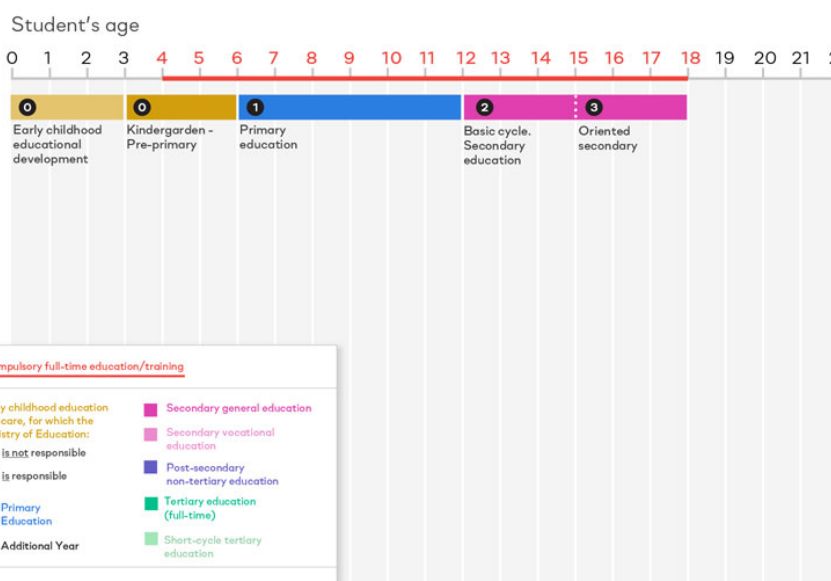 Student's age
0 1 2 3 4 5 6 7 8 9 10 11 12 13 14 15 16 17 18 19 20 21
0 0 1 2 3
Early childhood
educational
development
Kindergarden -
Pre-primary
Primary
education
Basic cycle.
Secondary
education
Oriented
secondary
mpulsory full-time education/training
y childhood education
care, for which the
istry of Education:
is not responsible
is responsible
Primary
Education
Additional Year
Secondary general education
Secondary vocational
education
Post-secondary
non-tertiary education
Tertiary education
(full-time)
Short-cycle tertiary
education